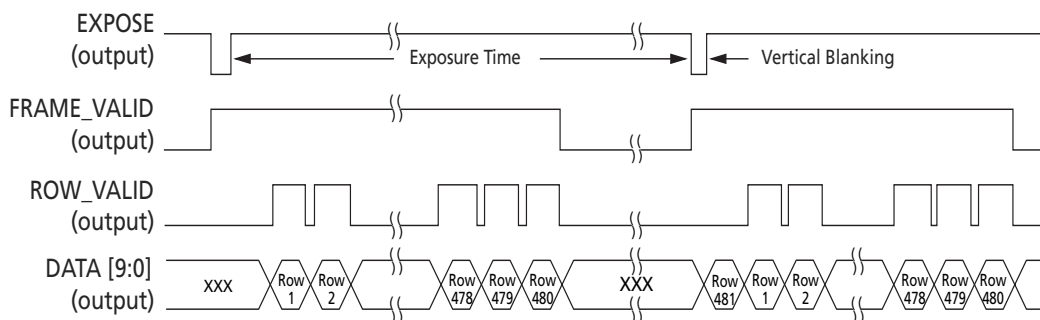 EXPOSE
(output)
Exposure Time
Vertical Blanking
FRAME_VALID
(output)
ROW_VALID
(output)
DATA [9:0]
(output)
XXX
Row
1
Row
2
Row
478
Row
479
Row
480
XXX
Row
481
Row
1
Row
2
Row
478
Row
479
Row
480